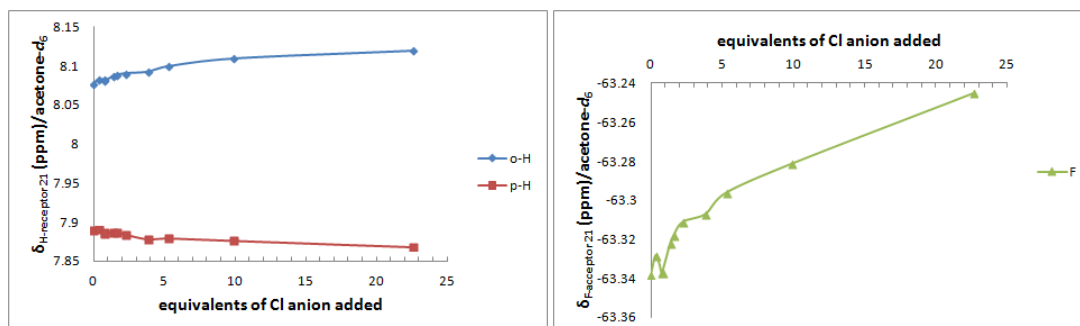 8.15
8.1
8.05
8
7.95
7.9
7.85
0 5 10 15 20 25
δH-receptor 21 (ppm)/acetone-d6
equivalents of Cl anion added
o-H
p-H
equivalents of Cl anion added
0 5 10 15 20 25
-63.24
-63.26
-63.28
-63.3
-63.32
-63.34
-63.36
δF-acceptor 21 (ppm)/acetone-d6
F